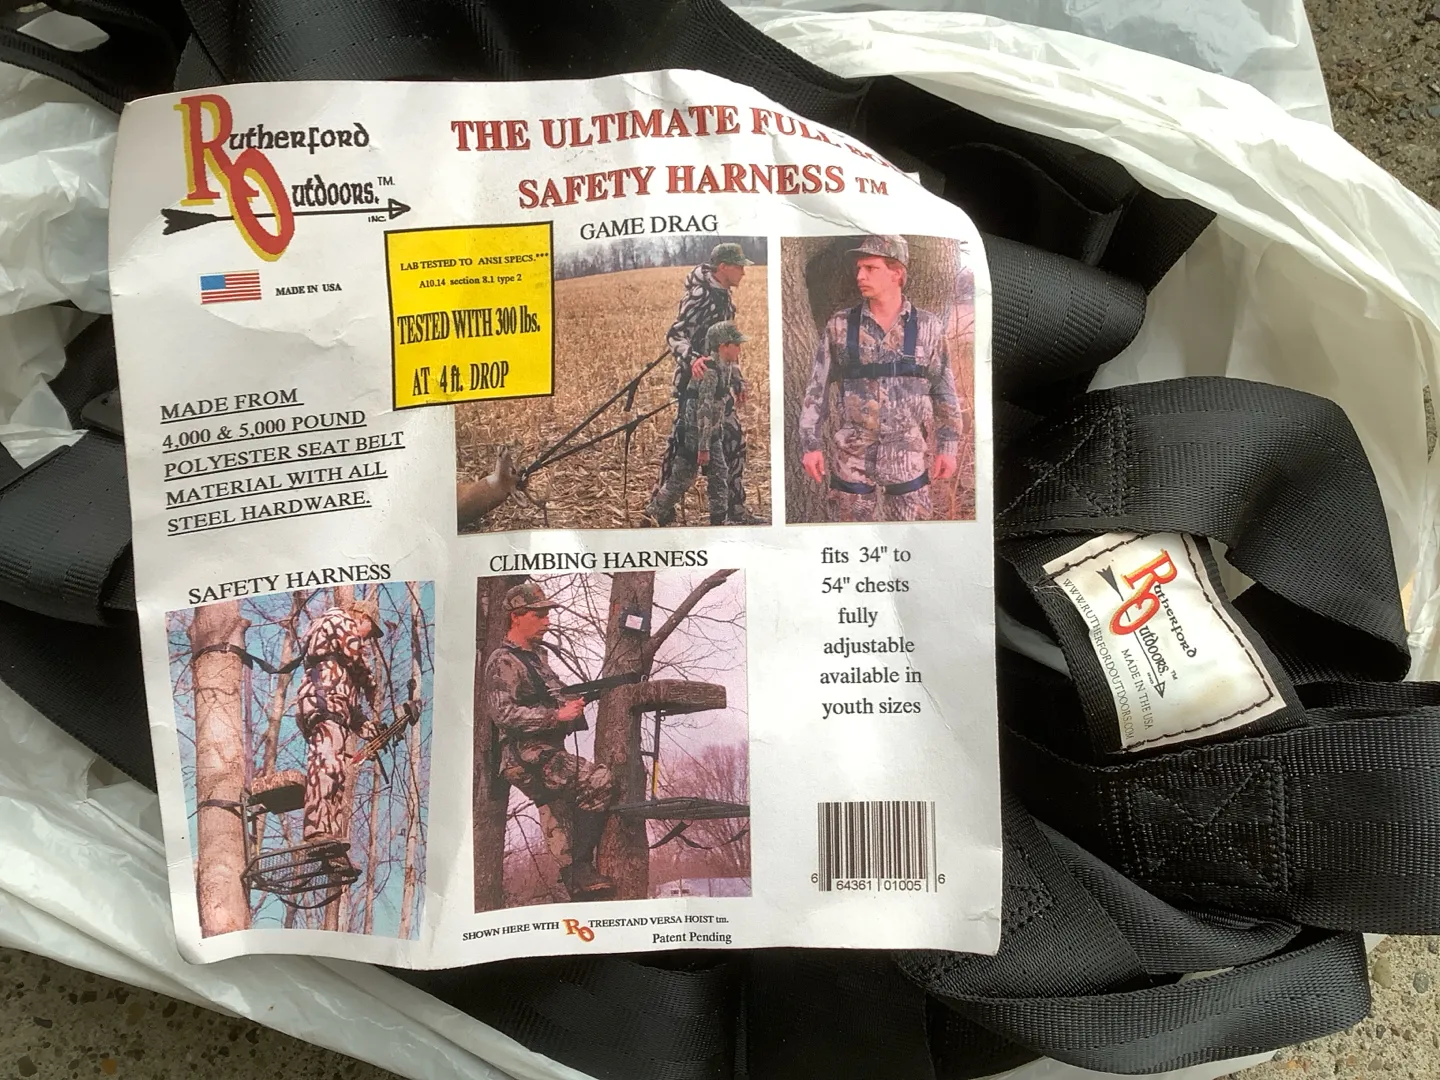 Rutherford
Outdoors.™
INC.
THE ULTIMATE FULL
SAFETY HARNESS TM
MADE IN USA
LAB TESTED TO ANSI SPECS.***
A10.14 section 8.1 type 2
TESTED WITH 300 lbs.
AT 4 ft. DROP
GAME DRAG
MADE FROM
4,000 & 5,000 POUND
POLYESTER SEAT BELT
MATERIAL WITH ALL
STEEL HARDWARE.
SAFETY HARNESS
CLIMBING HARNESS
fits 34" to
54" chests
fully
adjustable
available in
youth sizes
6 64361 01005 6
SHOWN HERE WITH RO TREESTAND VERSA HOIST tm.
Patent Pending
Rutherford
Outdoors.™
MADE IN THE USA
WWW.RUTHERFORDOUTDOORS.COM